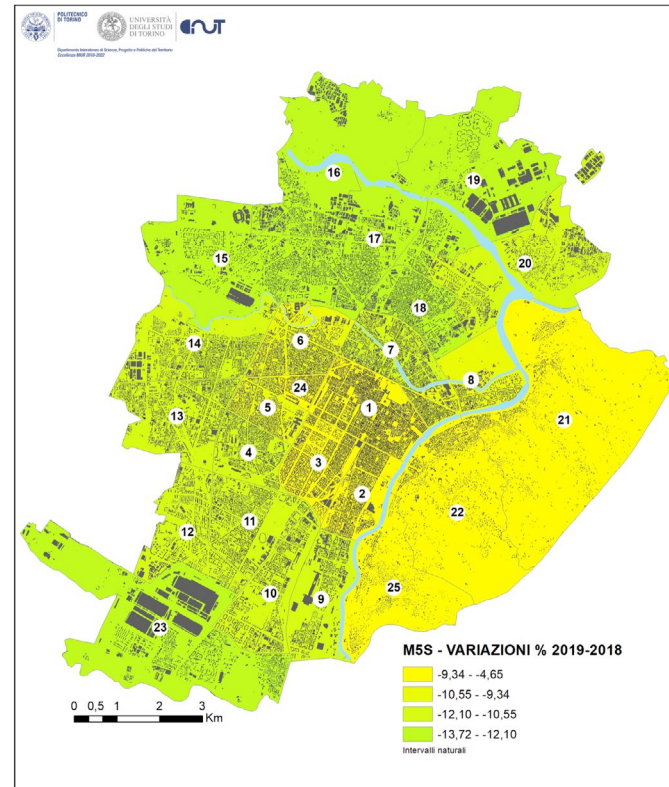 POLITECNICO
DI TORINO
UNIVERSITÀ
DEGLI STUDI
DI TORINO
Dipartimento Interateneo di Scienze, Progetto e Politiche del Territorio
Eccellenza MIUR 2018-2022
16
19
17
15
20
18
14
6
7
24
8
1
21
13
5
4
3
2
22
11
12
25
10
9
23
M5S - VARIAZIONI % 2019-2018
-9,34 - -4,65
-10,55 - -9,34
-12,10 - -10,55
-13,72 - -12,10
Intervalli naturali
0 0,5 1 2 3
Km